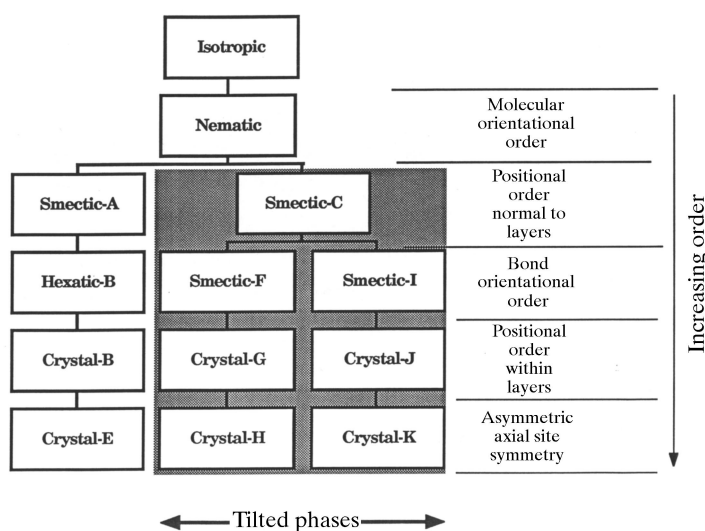 Isotropic
Nematic
Molecular
orientational
order
Smectic-A
Smectic-C
Positional
order
normal to
layers
Hexatic-B
Smectic-F
Smectic-I
Bond
orientational
order
Crystal-B
Crystal-G
Crystal-J
Positional
order
within
layers
Crystal-E
Crystal-H
Crystal-K
Asymmetric
axial site
symmetry
Increasing order
Tilted phases